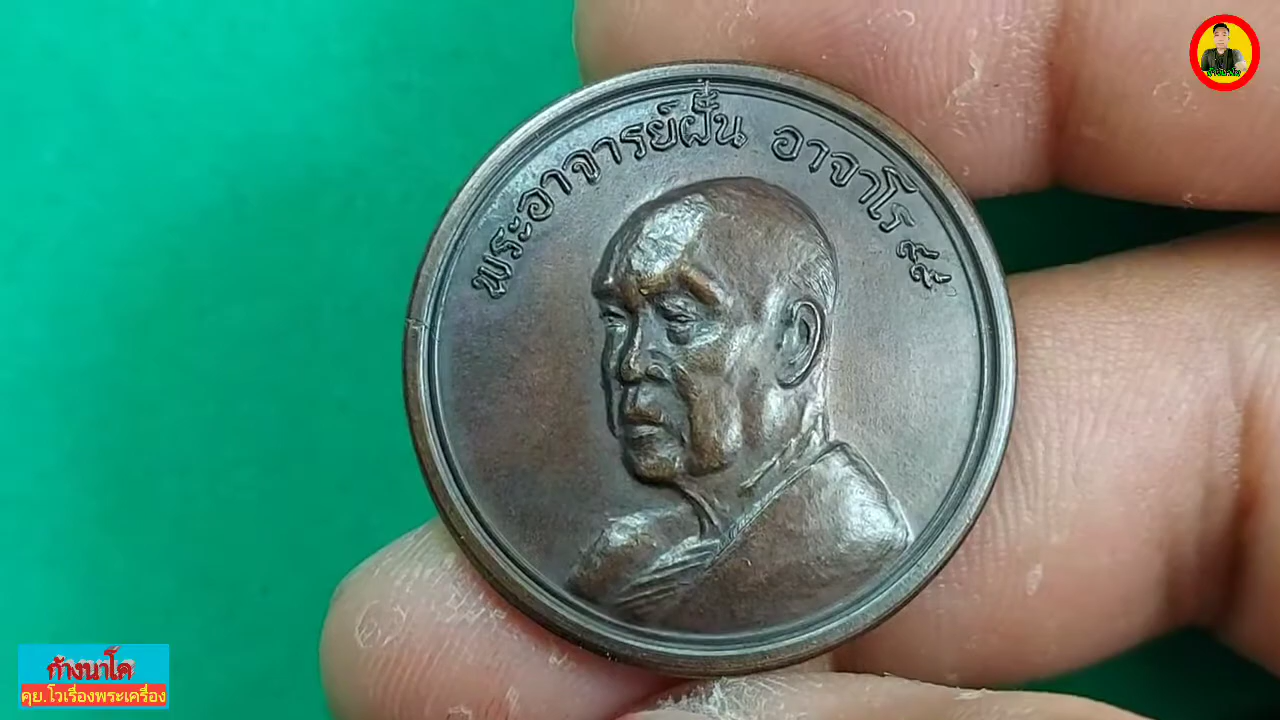 พระอาจารย์ฝั้น อาจาโร ๕๕
ก้างนาโค
คุย.โวเรื่องพระเครื่อง